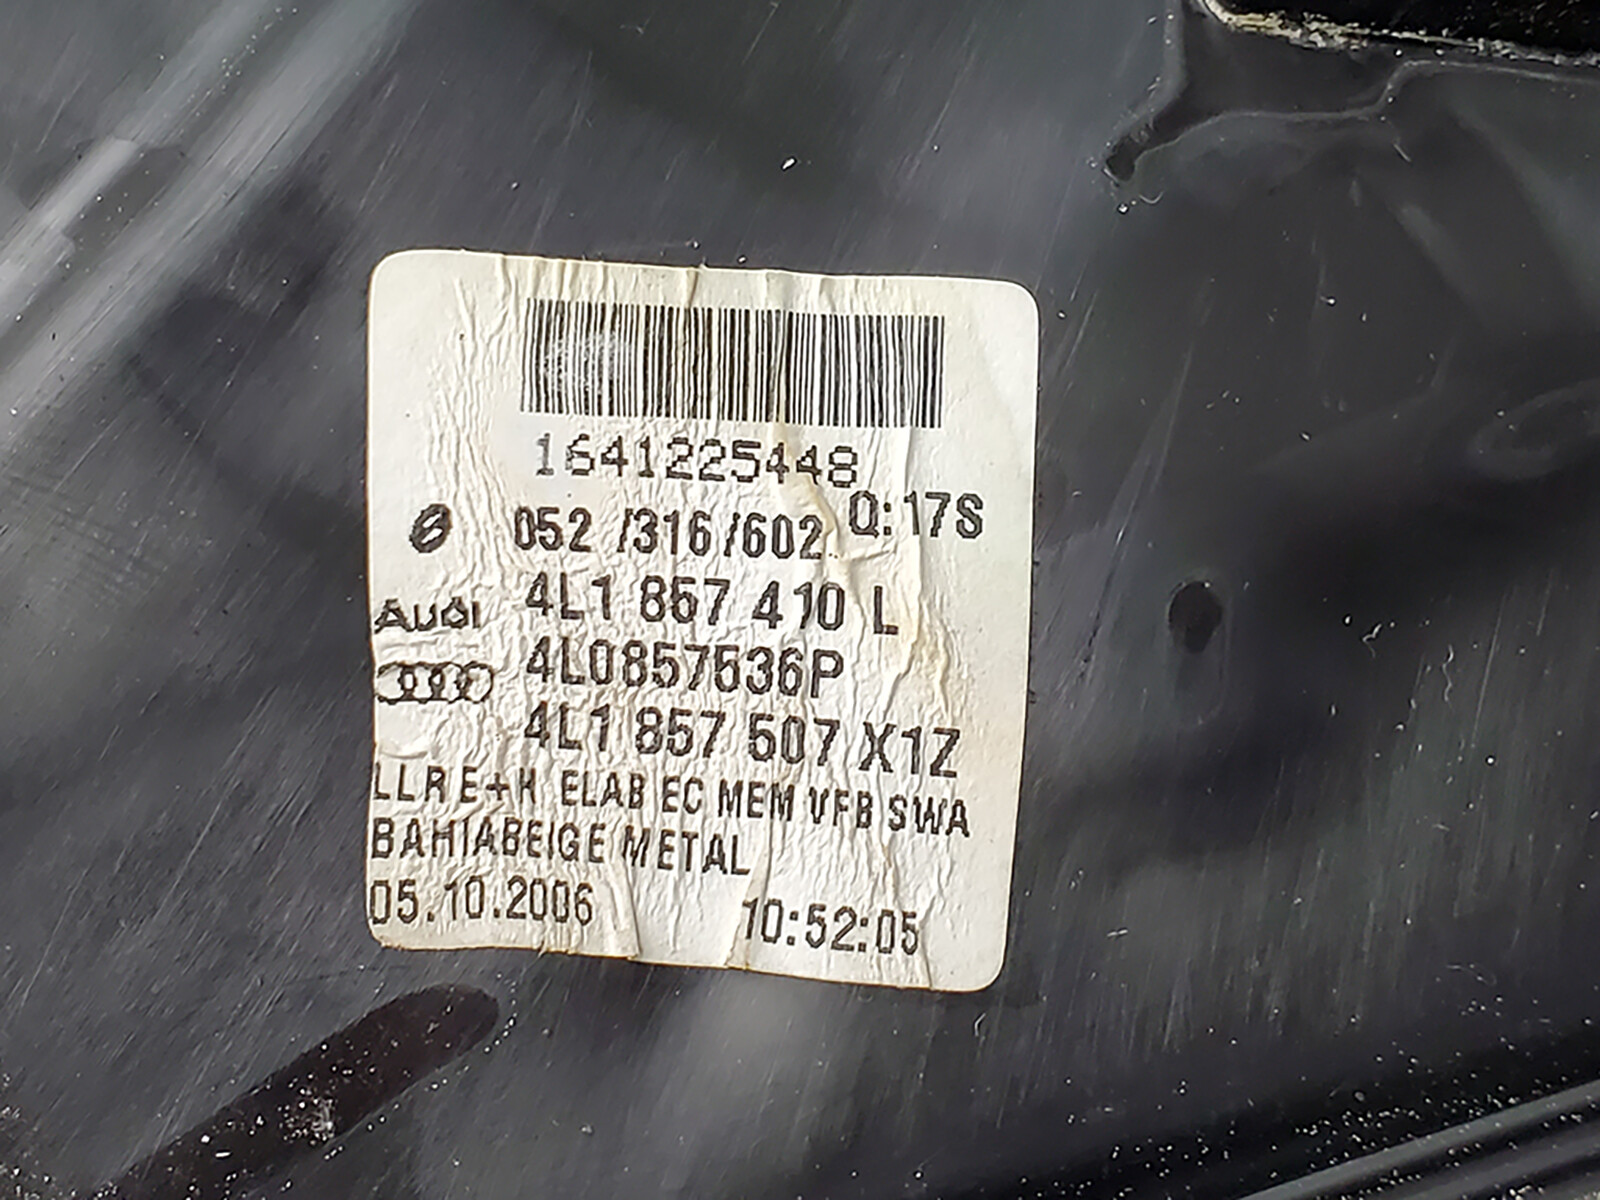 1641225448
Q:17S
052 /316/602
4L1 857 410 L
Audi
4L0857536P
4L1 857 507 X1Z
LLRE+H ELAB EC MEM VFB SWA
BAHIABEIGE METAL
05.10.2006 10:52:05